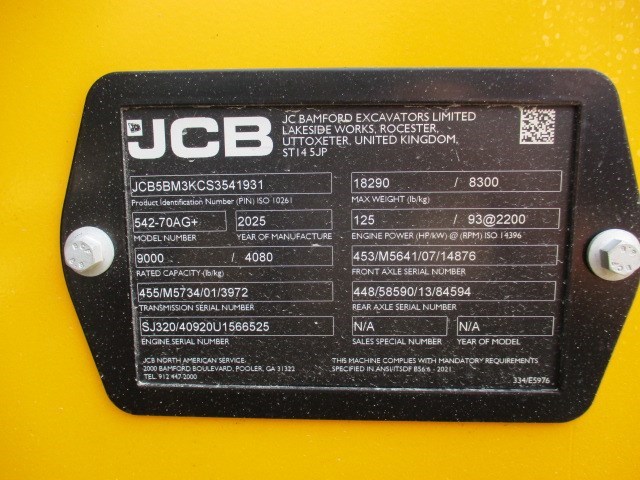 JCB
JC BAMFORD EXCAVATORS LIMITED
LAKESIDE WORKS, ROCESTER,
UTTOXETER, UNITED KINGDOM,
ST14 5JP
JCB5BM3KCS3541931
Product Identification Number (PIN) ISO 10261
18290 / 8300
MAX WEIGHT (lb/kg)
542-70AG+ 2025
MODEL NUMBER YEAR OF MANUFACTURE
125 / 93@2200
ENGINE POWER (HP/kW) @ (RPM) ISO 14396
9000 / 4080
RATED CAPACITY (lb/kg)
453/M5641/07/14876
FRONT AXLE SERIAL NUMBER
455/M5734/01/3972
TRANSMISSION SERIAL NUMBER
448/58590/13/84594
REAR AXLE SERIAL NUMBER
SJ320/40920U1566525
ENGINE SERIAL NUMBER
N/A N/A
SALES SPECIAL NUMBER YEAR OF MODEL
JCB NORTH AMERICAN SERVICE.
2000 BAMFORD BOULEVARD, POOLER, GA 31322
TEL. 912 447 2000
THIS MACHINE COMPLIES WITH MANDATORY REQUIREMENTS
SPECIFIED IN ANSI/ITSDF B56.6 - 2021
334/E5976